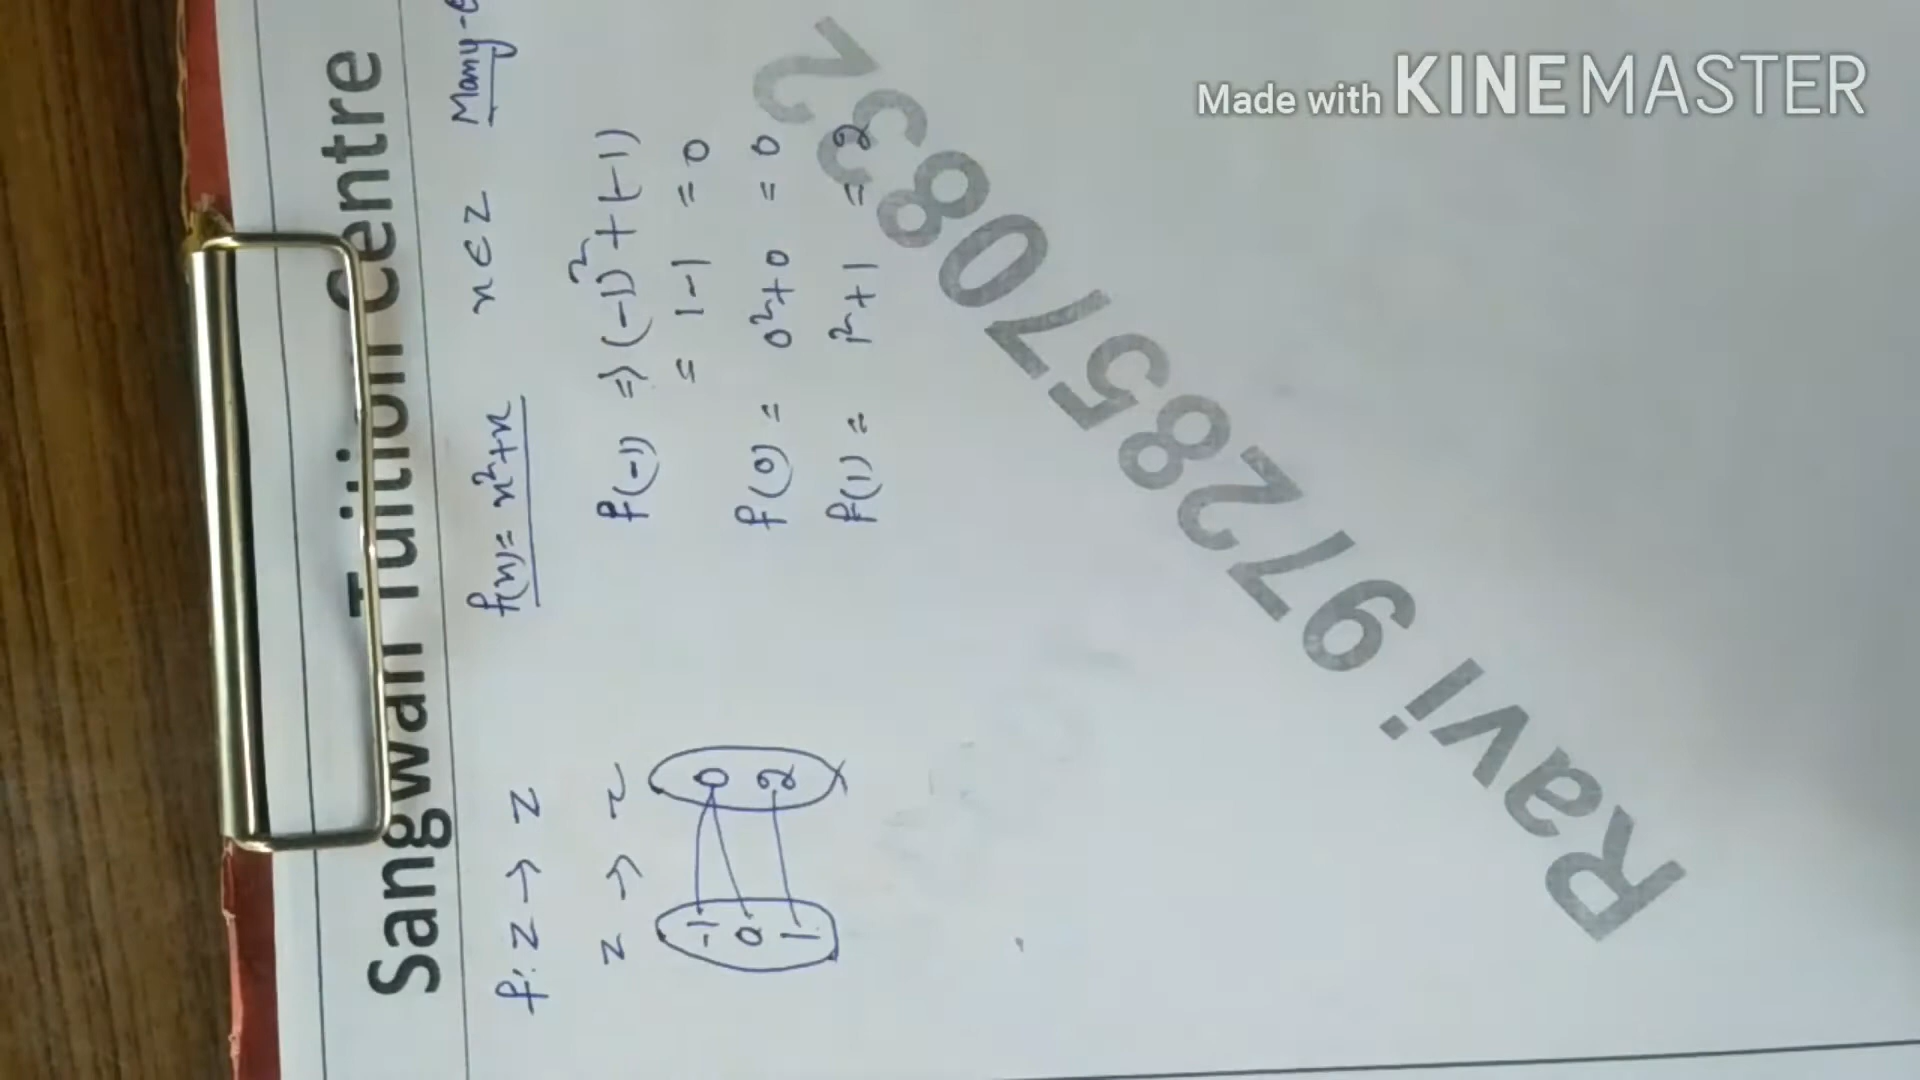 Made with KINEMASTER
Sangwan Tuition Centre
f: Z → Z f(x) = x²+x x ∈ Z Many-
Z → Z
f(-1) ⇒ (-1)² + (-1)
= 1-1 = 0
f(0) = 0²+0 = 0
f(1) = 1²+1 = 2
-1 0
0 2
1
Ravi 9728570832